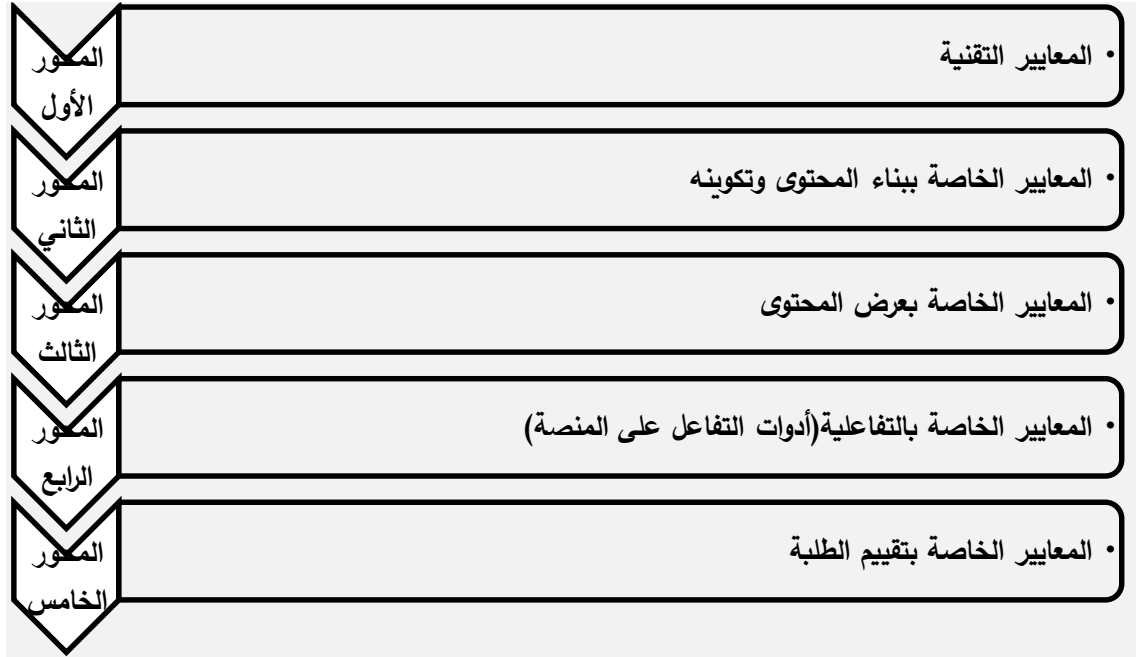 المحور
الأول
• المعايير التقنية
المحور
الثاني
• المعايير الخاصة ببناء المحتوى وتكوينه
المحور
الثالث
• المعايير الخاصة بعرض المحتوى
المحور
الرابع
• المعايير الخاصة بالتفاعلية(أدوات التفاعل على المنصة)
المحور
الخامس
• المعايير الخاصة بتقييم الطلبة